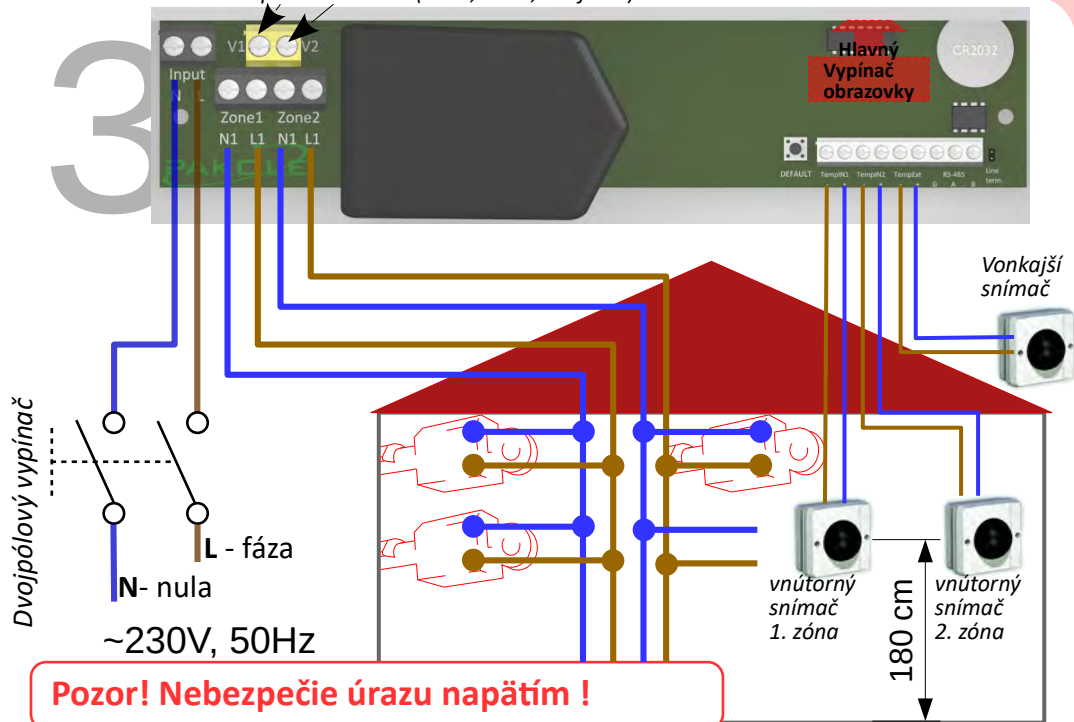 3
V1
V2
Input
N
L
Zone1 Zone2
N1 L1 N1 L1
PAKOLE
Hlavný
Vypínač
obrazovky
CR2032
DEFAULT
TempIN1 TempIN2 TempExt RS-485
- + - + - + G A B
Line
term.
Vonkajší
snímač
Dvojpólový vypínač
L - fáza
N- nula
~230V, 50Hz
vnútorný
snímač
1. zóna
vnútorný
snímač
2. zóna
180 cm
Pozor! Nebezpečie úrazu napätím !